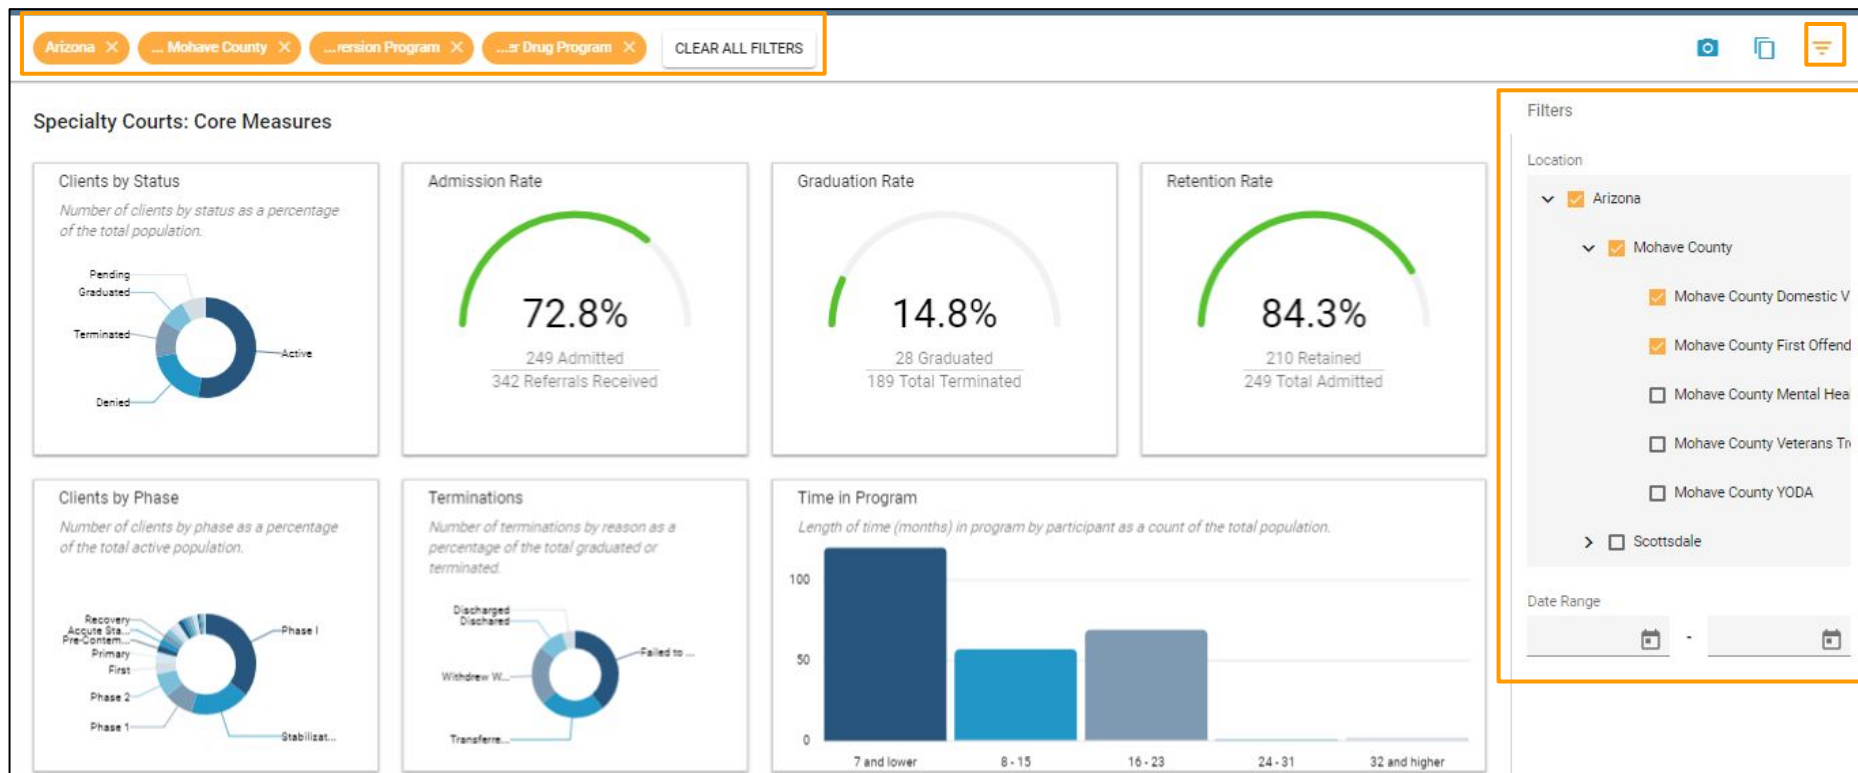 Arizona
... Mohave County
...ersion Program
...er Drug Program
CLEAR ALL FILTERS
Specialty Courts: Core Measures
Clients by Status
Number of clients by status as a percentage
of the total population.
Pending
Graduated
Terminated
Active
Denied
Admission Rate
72.8%
249 Admitted
342 Referrals Received
Graduation Rate
14.8%
28 Graduated
189 Total Terminated
Retention Rate
84.3%
210 Retained
249 Total Admitted
Clients by Phase
Number of clients by phase as a percentage
of the total active population.
Recovery
Accute Sta...
Pre-Contem...
Primary
First
Phase 2
Phase 1
Phase I
Stabilizat...
Terminations
Number of terminations by reason as a
percentage of the total graduated or
terminated.
Discharged
Dischared
Withdrew W...
Transferre...
Failed to ...
Time in Program
Length of time (months) in program by participant as a count of the total population.
100
50
0
7 and lower
8 - 15
16 - 23
24 - 31
32 and higher
Filters
Location
Arizona
Mohave County
Mohave County Domestic V
Mohave County First Offend
Mohave County Mental Hea
Mohave County Veterans Tr
Mohave County YODA
Scottsdale
Date Range
-